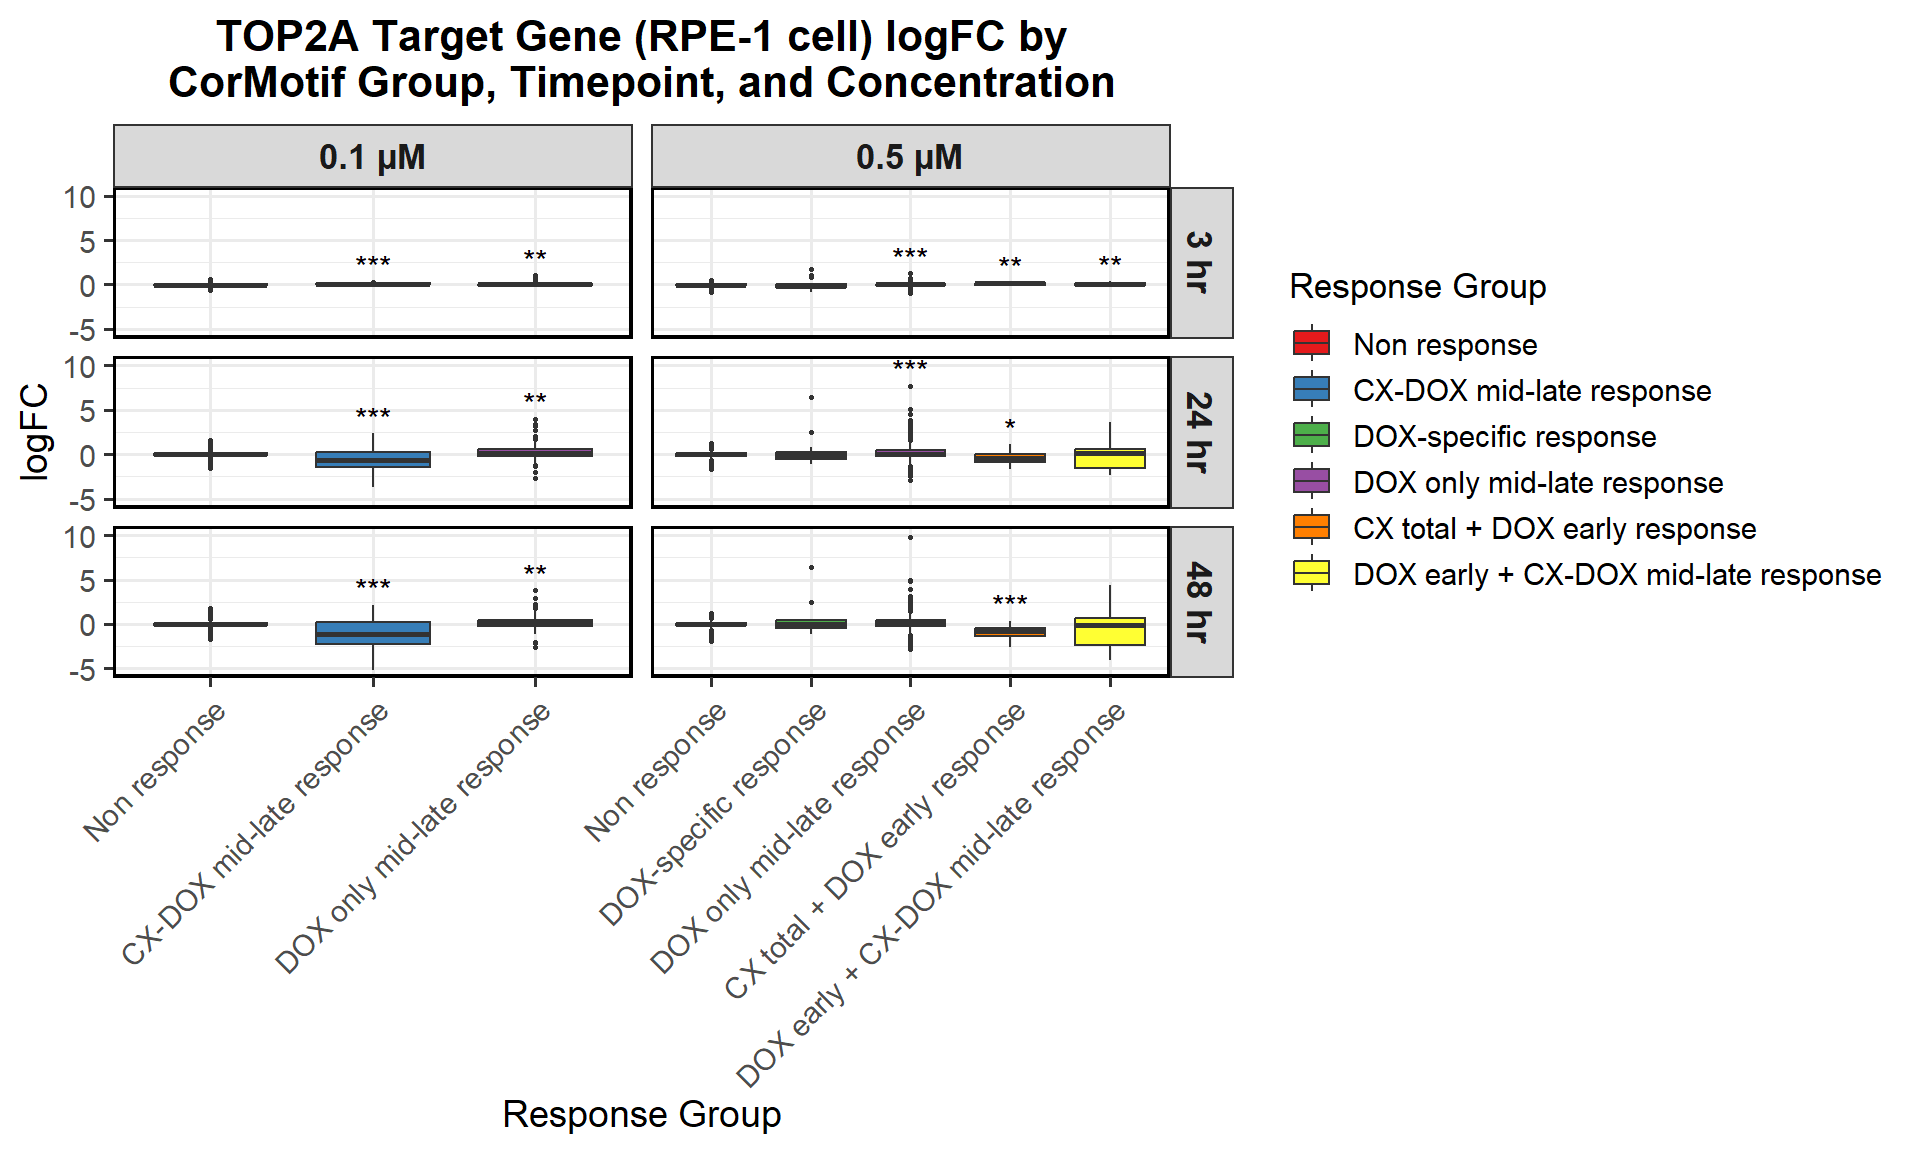 TOP2A Target Gene (RPE-1 cell) logFC by
CorMotif Group, Timepoint, and Concentration
0.1 µM
0.5 µM
10
5
0
-5
***
**
***
**
**
3 hr
logFC
10
5
0
-5
***
**
***
*
24 hr
10
5
0
-5
***
**
***
48 hr
Non response
CX-DOX mid-late response
DOX only mid-late response
Non response
DOX-specific response
DOX only mid-late response
CX total + DOX early response
DOX early + CX-DOX mid-late response
Response Group
Response Group
Non response
CX-DOX mid-late response
DOX-specific response
DOX only mid-late response
CX total + DOX early response
DOX early + CX-DOX mid-late response